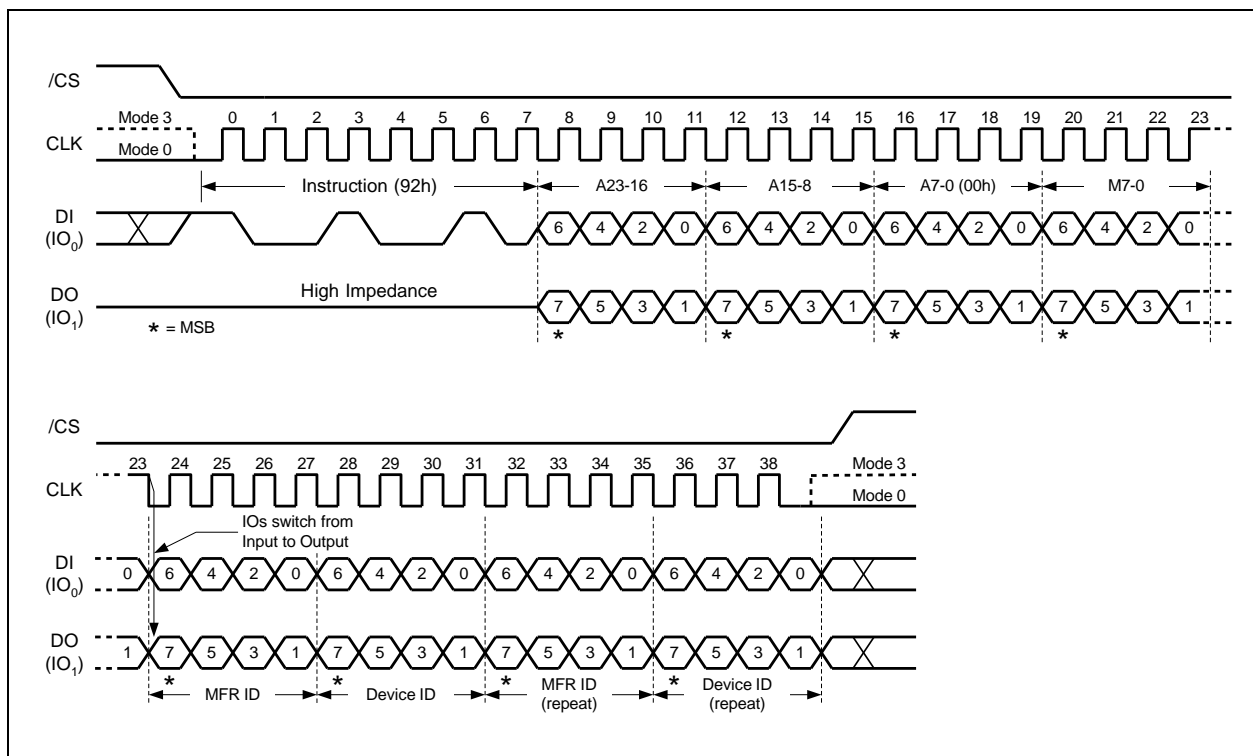 /CS
Mode 3 0 1 2 3 4 5 6 7 8 9 10 11 12 13 14 15 16 17 18 19 20 21 22 23
CLK
Mode 0
Instruction (92h) A23-16 A15-8 A7-0 (00h) M7-0
DI
(IO0) 6 4 2 0 6 4 2 0 6 4 2 0 6 4 2 0
High Impedance
DO
(IO1) 7 5 3 1 7 5 3 1 7 5 3 1 7 5 3 1
* = MSB * * * *
/CS
23 24 25 26 27 28 29 30 31 32 33 34 35 36 37 38 Mode 3
CLK
Mode 0
IOs switch from
Input to Output
DI
(IO0) 0 6 4 2 0 6 4 2 0 6 4 2 0 6 4 2 0
DO
(IO1) 1 7 5 3 1 7 5 3 1 7 5 3 1 7 5 3 1
* * * *
MFR ID Device ID MFR ID
(repeat) Device ID
(repeat)